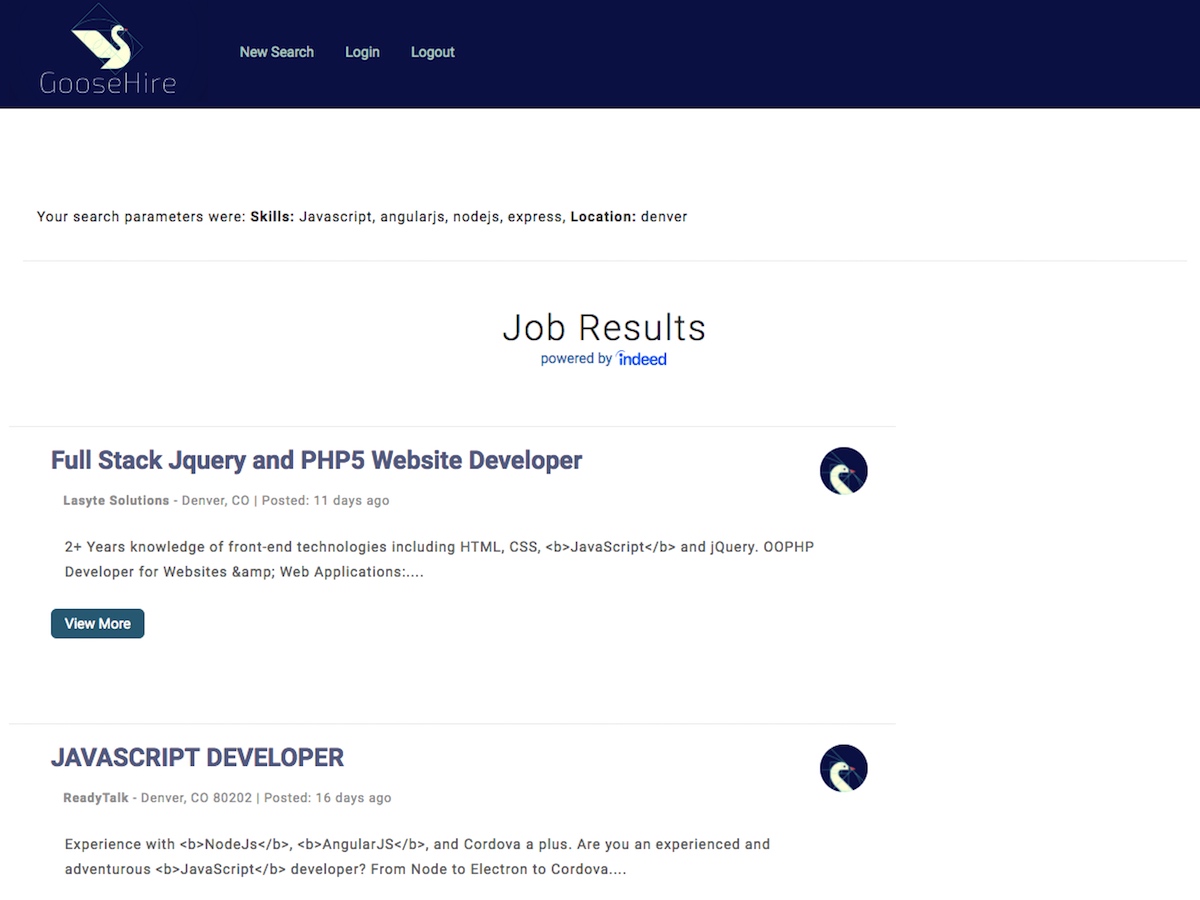 GooseHire
New Search Login Logout
Your search parameters were: Skills: Javascript, angularjs, nodejs, express, Location: denver
Job Results
powered by indeed
Full Stack Jquery and PHP5 Website Developer
Lasyte Solutions - Denver, CO | Posted: 11 days ago
2+ Years knowledge of front-end technologies including HTML, CSS, <b>JavaScript</b> and jQuery. OOPHP
Developer for Websites &amp; Web Applications:....
View More
JAVASCRIPT DEVELOPER
ReadyTalk - Denver, CO 80202 | Posted: 16 days ago
Experience with <b>NodeJs</b>, <b>AngularJS</b>, and Cordova a plus. Are you an experienced and
adventurous <b>JavaScript</b> developer? From Node to Electron to Cordova....